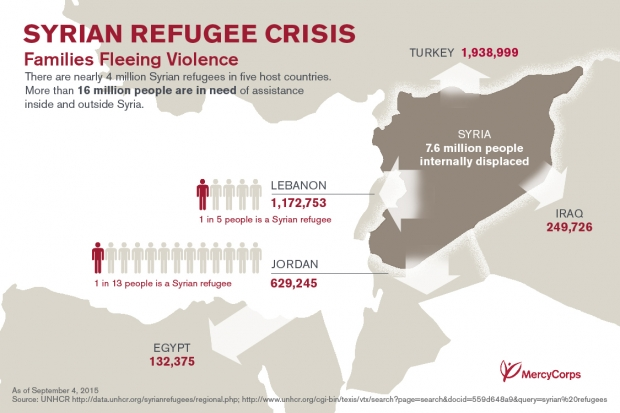 SYRIAN REFUGEE CRISIS
Families Fleeing Violence
There are nearly 4 million Syrian refugees in five host countries.
More than 16 million people are in need of assistance
inside and outside Syria.
TURKEY 1,938,999
SYRIA
7.6 million people
internally displaced
LEBANON
1,172,753
1 in 5 people is a Syrian refugee
IRAQ
249,726
JORDAN
629,245
1 in 13 people is a Syrian refugee
EGYPT
132,375
MercyCorps
As of September 4, 2015
Source: UNHCR http://data.unhcr.org/syrianrefugees/regional.php; http://www.unhcr.org/cgi-bin/texis/vtx/search?page=search&docid=559d648a9&query=syrian%20refugees